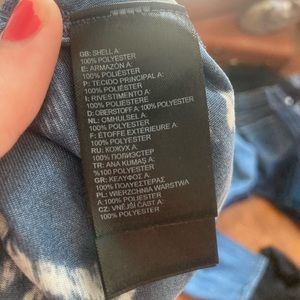 GB: SHELL A:
100% POLYESTER
E: ARMAZÓN A:
100% POLIÉSTER
P: TECIDO PRINCIPAL A:
100% POLIÉSTER
I: RIVESTIMENTO A:
100% POLIESTERE
D: OBERSTOFF A: 100% POLYESTER
NL: OMHULSEL A:
100% POLYESTER
F: ÉTOFFE EXTÉRIEURE A:
100% POLYESTER
RU: КОЖУХ A:
100% ПОЛИЭСТЕР
TR: ANA KUMAŞ A:
%100 POLYESTER
GR: ΚΕΛΥΦΟΣ A:
100% ΠΟΛΥΕΣΤΕΡΑΣ
PL: WIERZCHNIA WARSTWA
A: 100% POLIESTER
CZ: VNĚJŠÍ ČÁST A:
100% POLYESTER